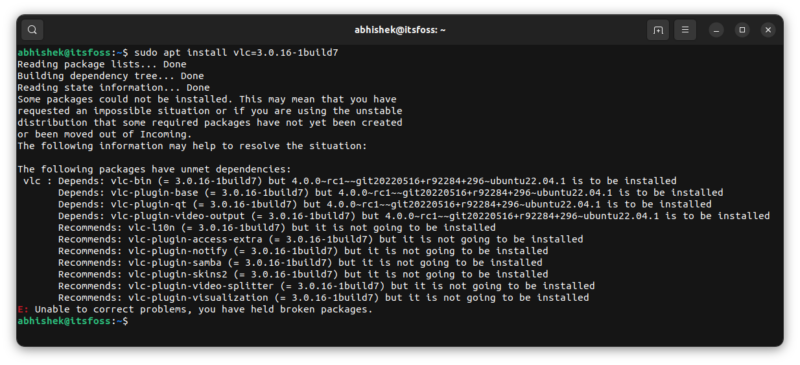 abhishek@itsfoss: ~
abhishek@itsfoss:~$ sudo apt install vlc=3.0.16-1build7
Reading package lists... Done
Building dependency tree... Done
Reading state information... Done
Some packages could not be installed. This may mean that you have
requested an impossible situation or if you are using the unstable
distribution that some required packages have not yet been created
or been moved out of Incoming.
The following information may help to resolve the situation:

The following packages have unmet dependencies:
 vlc : Depends: vlc-bin (= 3.0.16-1build7) but 4.0.0~rc1~~git20220516+r92284+296~ubuntu22.04.1 is to be installed
       Depends: vlc-plugin-base (= 3.0.16-1build7) but 4.0.0~rc1~~git20220516+r92284+296~ubuntu22.04.1 is to be installed
       Depends: vlc-plugin-qt (= 3.0.16-1build7) but 4.0.0~rc1~~git20220516+r92284+296~ubuntu22.04.1 is to be installed
       Depends: vlc-plugin-video-output (= 3.0.16-1build7) but 4.0.0~rc1~~git20220516+r92284+296~ubuntu22.04.1 is to be installed
       Recommends: vlc-l10n (= 3.0.16-1build7) but it is not going to be installed
       Recommends: vlc-plugin-access-extra (= 3.0.16-1build7) but it is not going to be installed
       Recommends: vlc-plugin-notify (= 3.0.16-1build7) but it is not going to be installed
       Recommends: vlc-plugin-samba (= 3.0.16-1build7) but it is not going to be installed
       Recommends: vlc-plugin-skins2 (= 3.0.16-1build7) but it is not going to be installed
       Recommends: vlc-plugin-video-splitter (= 3.0.16-1build7) but it is not going to be installed
       Recommends: vlc-plugin-visualization (= 3.0.16-1build7) but it is not going to be installed
E: Unable to correct problems, you have held broken packages.
abhishek@itsfoss:~$